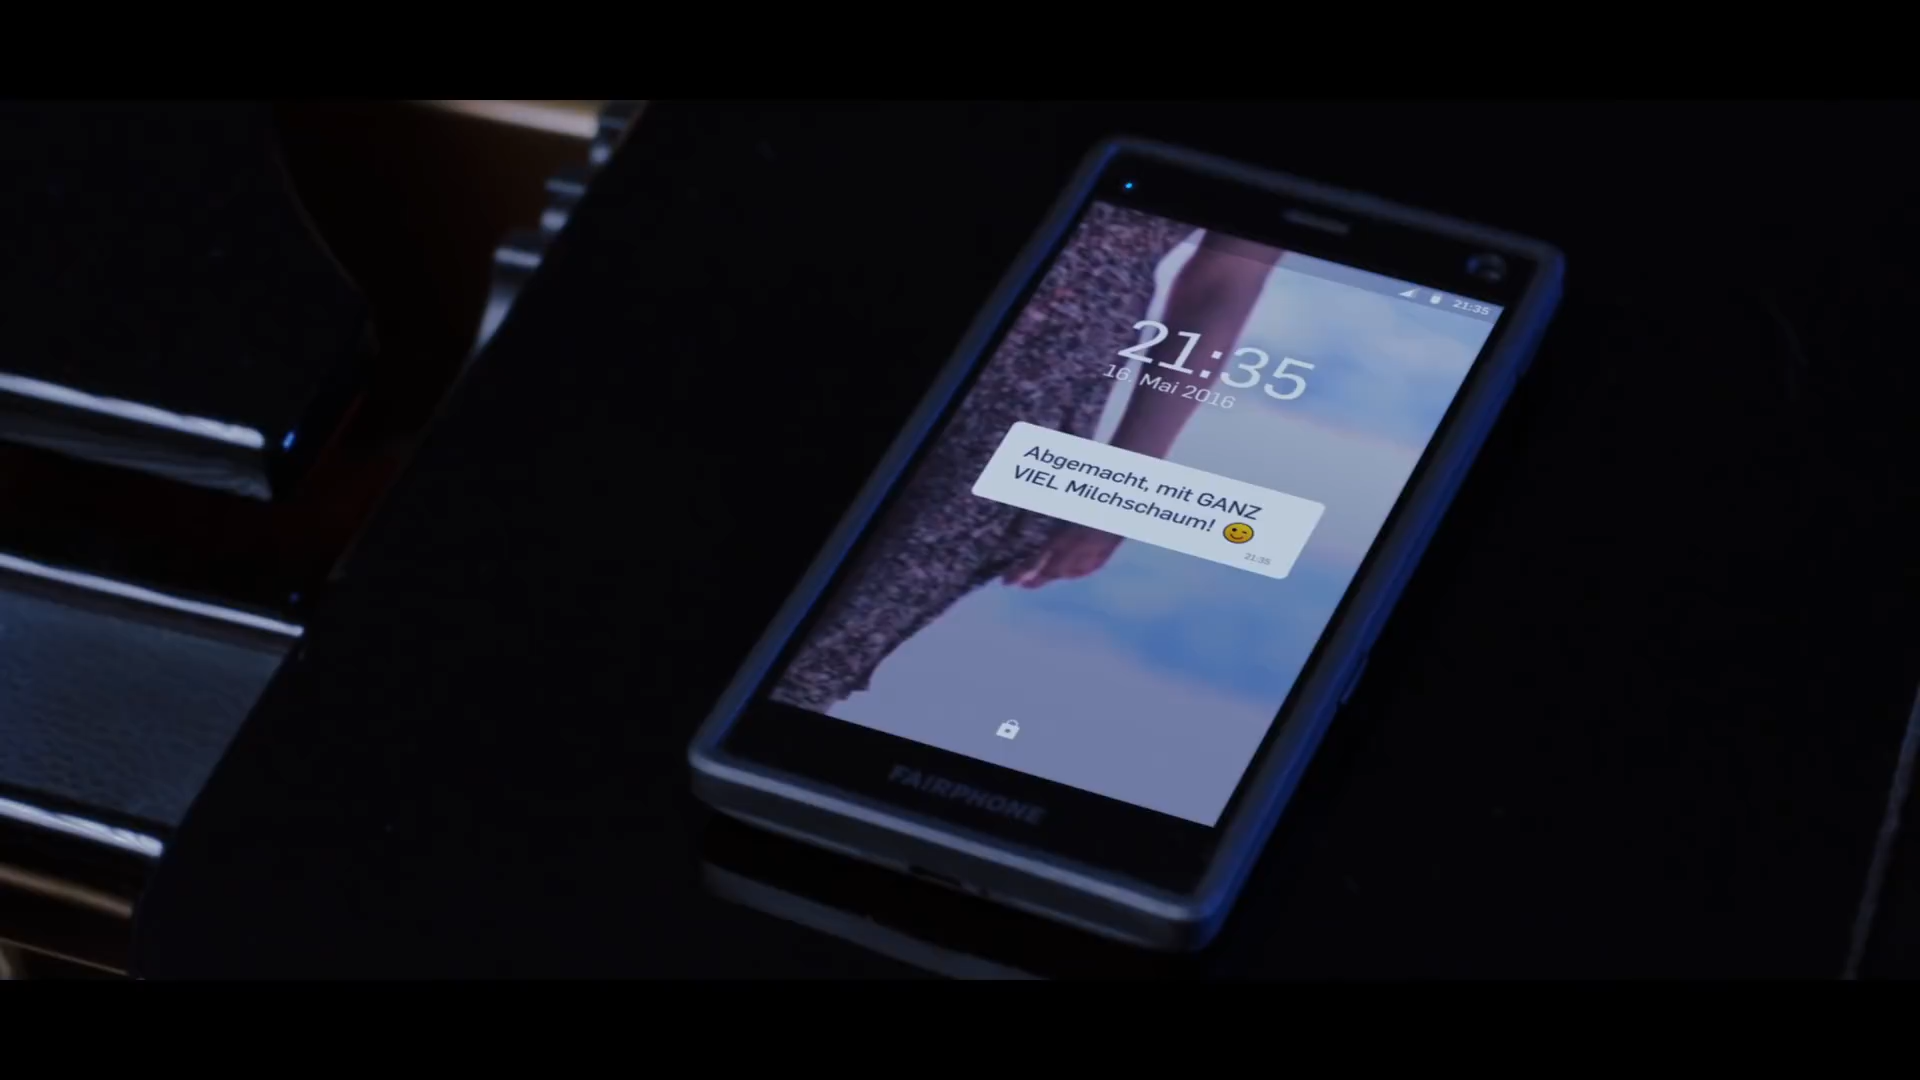 21:35
21:35
16. Mai 2016
Abgemacht, mit GANZ
VIEL Milchschaum! 😉
21:35
FAIRPHONE